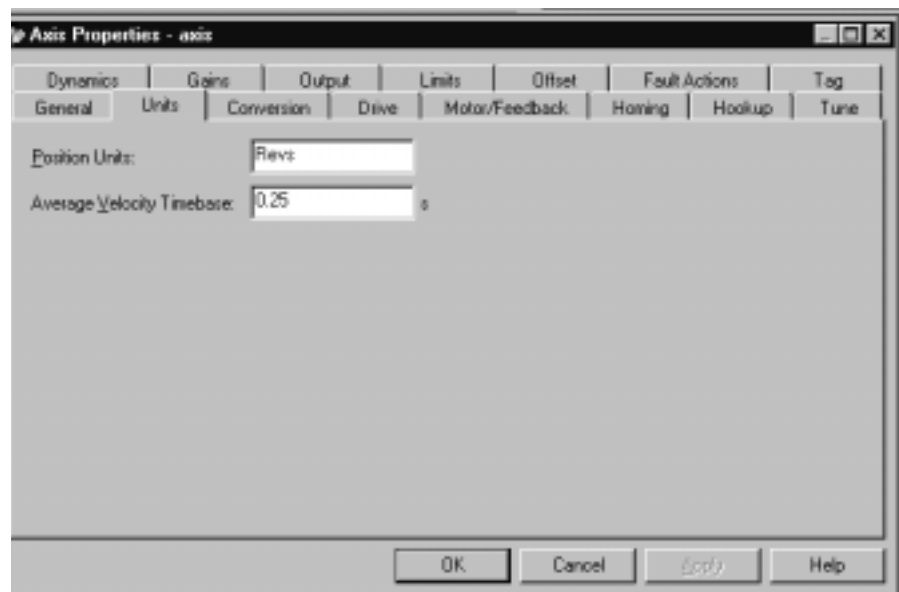 Axis Properties - axis
Dynamics Gains Output Limits Offset Fault Actions Tag
General Units Conversion Drive Motor/Feedback Homing Hookup Tune
Position Units: Revs
Average Velocity Timebase: 0.25 s
OK Cancel Apply Help